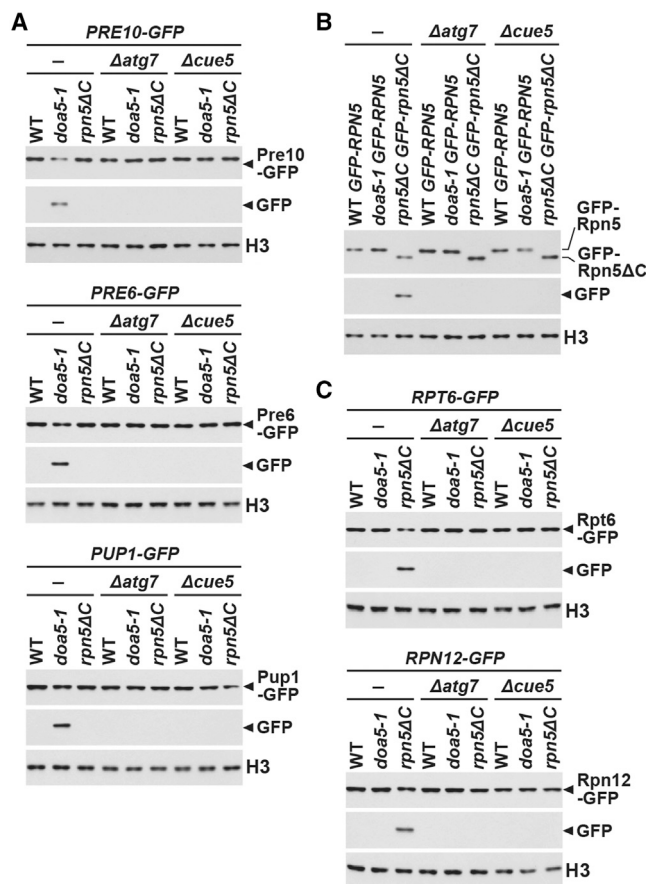 A
PRE10-GFP
– Δatg7 Δcue5
WT doa5-1 rpn5ΔC WT doa5-1 rpn5ΔC WT doa5-1 rpn5ΔC
Pre10
-GFP
GFP
H3
PRE6-GFP
– Δatg7 Δcue5
WT doa5-1 rpn5ΔC WT doa5-1 rpn5ΔC WT doa5-1 rpn5ΔC
Pre6
-GFP
GFP
H3
PUP1-GFP
– Δatg7 Δcue5
WT doa5-1 rpn5ΔC WT doa5-1 rpn5ΔC WT doa5-1 rpn5ΔC
Pup1
-GFP
GFP
H3
B
– Δatg7 Δcue5
WT GFP-RPN5 doa5-1 GFP-RPN5 rpn5ΔC GFP-rpn5ΔC WT GFP-RPN5 doa5-1 GFP-RPN5 rpn5ΔC GFP-rpn5ΔC WT GFP-RPN5 doa5-1 GFP-RPN5 rpn5ΔC GFP-rpn5ΔC
GFP-
Rpn5
GFP-
Rpn5ΔC
GFP
H3
C
RPT6-GFP
– Δatg7 Δcue5
WT doa5-1 rpn5ΔC WT doa5-1 rpn5ΔC WT doa5-1 rpn5ΔC
Rpt6
-GFP
GFP
H3
RPN12-GFP
– Δatg7 Δcue5
WT doa5-1 rpn5ΔC WT doa5-1 rpn5ΔC WT doa5-1 rpn5ΔC
Rpn12
-GFP
GFP
H3